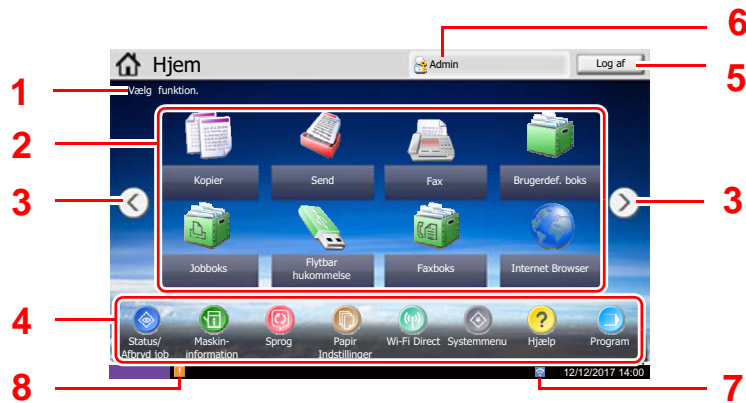 6
Hjem
Admin
Log af
5
1
Vælg funktion.
2
Kopier
Send
Fax
Brugerdef. boks
3
3
Jobboks
Flytbar
hukommelse
Faxboks
Internet Browser
4
Status/
Afbryd job
Maskin-
information
Sprog
Papir
Indstillinger
Wi-Fi Direct
Systemmenu
?
Hjælp
Program
8
!
7
12/12/2017 14:00